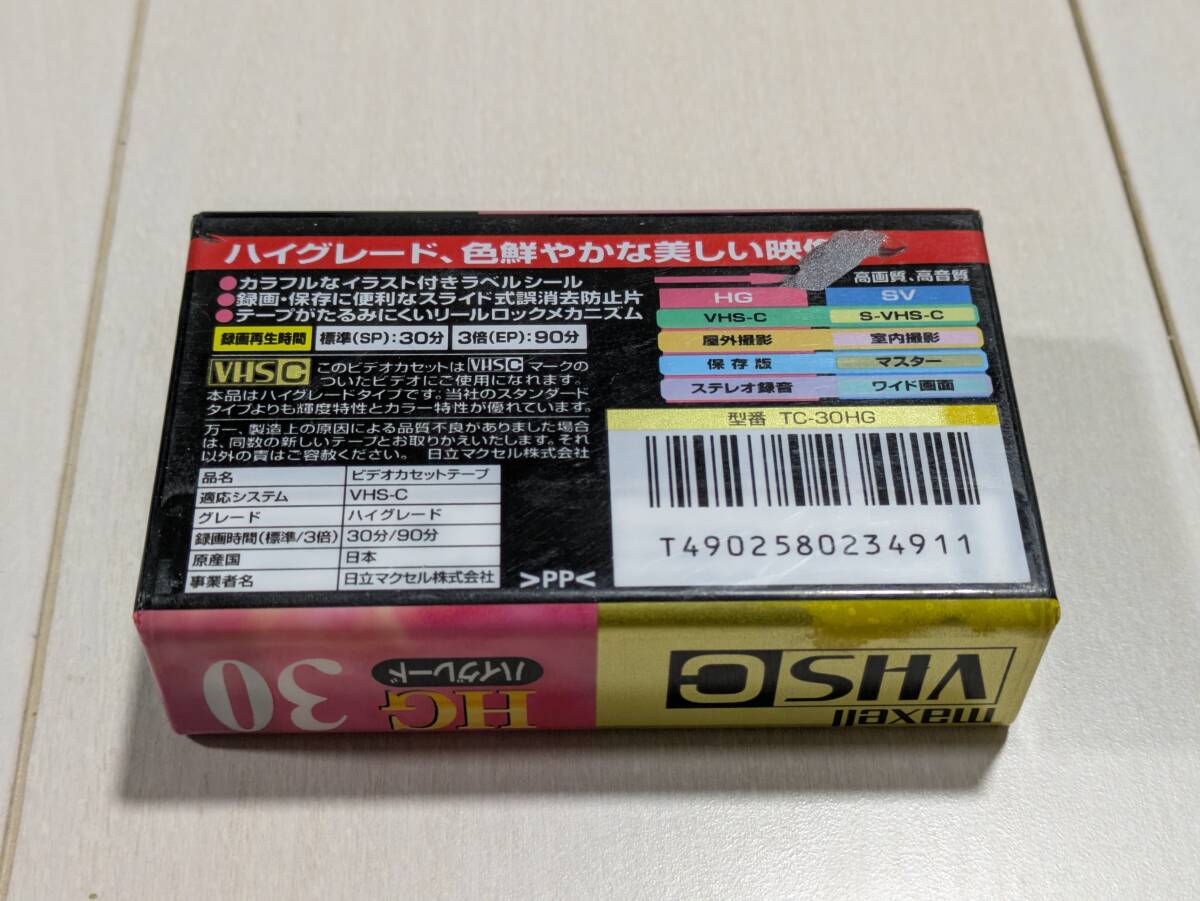 ハイグレード、色鮮やかな美しい映
●カラフルなイラスト付きラベルシール
●録画・保存に便利なスライド式誤消去防止片
●テープがたるみにくいリールロックメカニズム
録画再生時間 標準(SP):30分 3倍(EP):90分
VHSC このビデオカセットはVHSCマークの
ついたビデオにご使用になれます。
本品はハイグレードタイプです。当社のスタンダード
タイプよりも輝度特性とカラー特性が優れています。
万一、製造上の原因による品質不良がありました場合
は、同数の新しいテープとお取りかえいたします。それ
以外の責はご容赦ください。 日立マクセル株式会社
品名 ビデオカセットテープ
適応システム VHS-C
グレード ハイグレード
録画時間(標準/3倍) 30分/90分
原産国 日本
事業者名 日立マクセル株式会社
>PP<
高画質、高音質
HG SV
VHS-C S-VHS-C
屋外撮影 室内撮影
保存版 マスター
ステレオ録音 ワイド画面
型番 TC-30HG
T4902580234911
maxell
VHSC
HG
ハイグレード
30